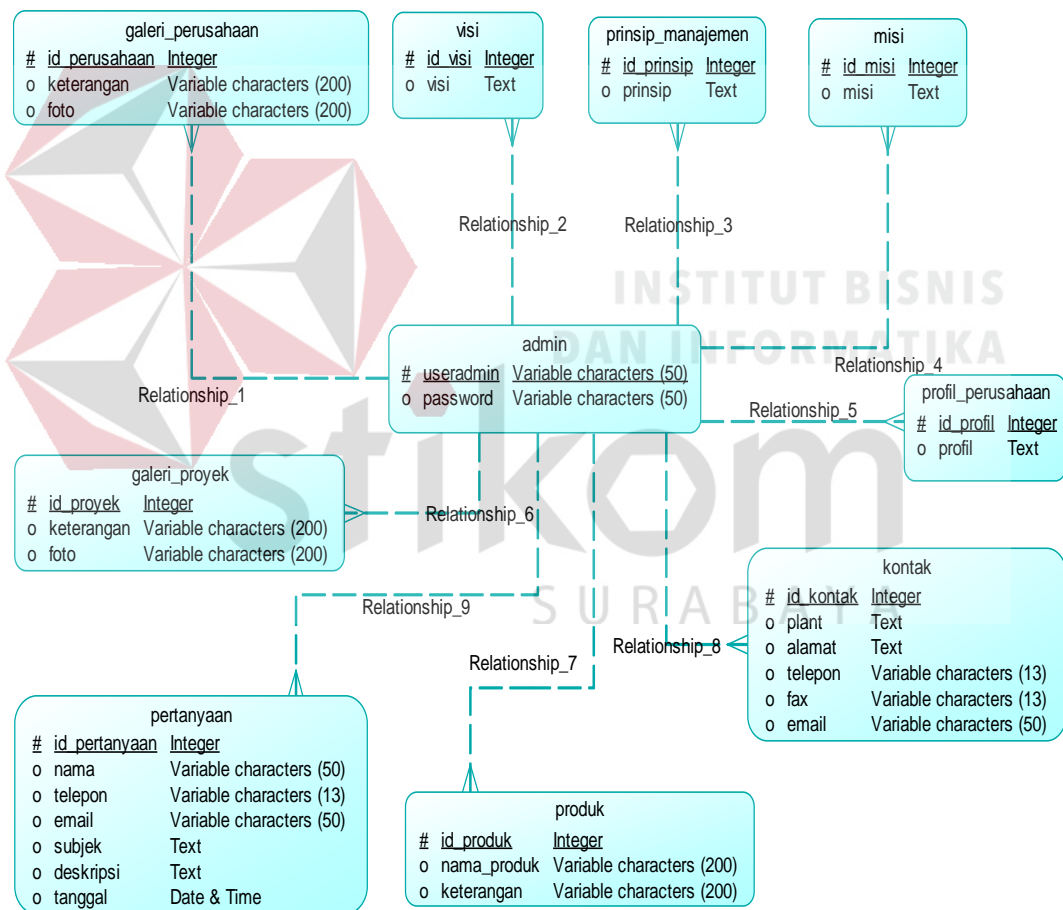 galeri_perusahaan
# id_perusahaan Integer
o keterangan Variable characters (200)
o foto Variable characters (200)
visi
# id_visi Integer
o visi Text
prinsip_manajemen
# id_prinsip Integer
o prinsip Text
misi
# id_misi Integer
o misi Text
Relationship_2
Relationship_3
INSTITUT BISNIS
DAN INFORMATIKA
admin
# useradmin Variable characters (50)
o password Variable characters (50)
Relationship_4
Relationship_1
Relationship_5
profil_perusahaan
# id_profil Integer
o profil Text
stikom
SURABAYA
galeri_proyek
# id_proyek Integer
o keterangan Variable characters (200)
o foto Variable characters (200)
Relationship_6
kontak
# id_kontak Integer
o plant Text
o alamat Text
o telepon Variable characters (13)
o fax Variable characters (13)
o email Variable characters (50)
Relationship_9
Relationship_8
Relationship_7
pertanyaan
# id_pertanyaan Integer
o nama Variable characters (50)
o telepon Variable characters (13)
o email Variable characters (50)
o subjek Text
o deskripsi Text
o tanggal Date & Time
produk
# id_produk Integer
o nama_produk Variable characters (200)
o keterangan Variable characters (200)